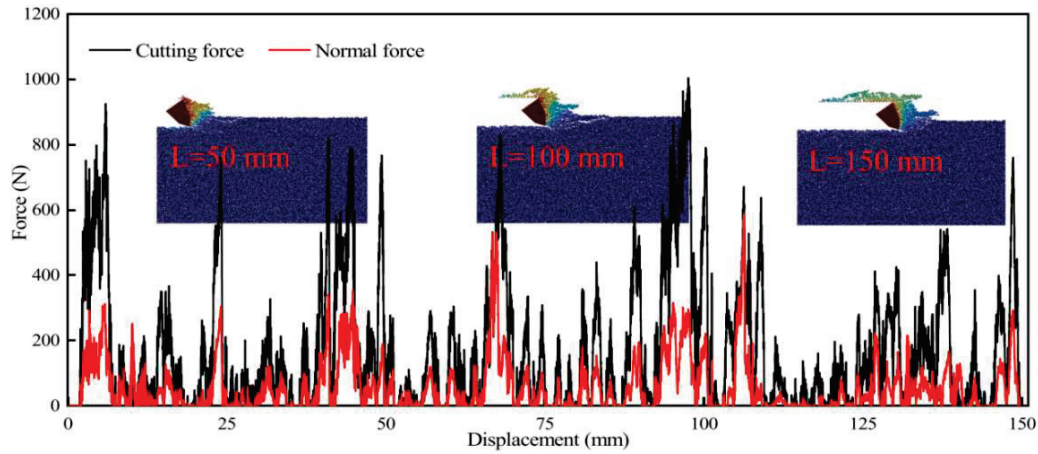 1200
1000
800
600
400
200
0
Force (N)
Cutting force
Normal force
L=50 mm
L=100 mm
L=150 mm
0
25
50
75
100
125
150
Displacement (mm)